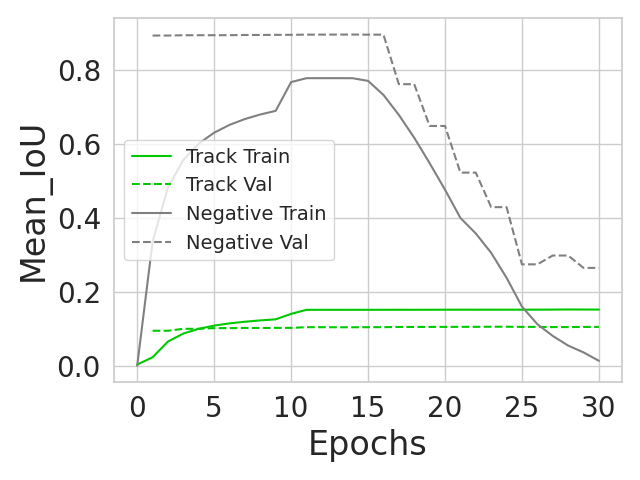 Mean_IoU
0.8
0.6
0.4
0.2
0.0
Track Train
Track Val
Negative Train
Negative Val
0 5 10 15 20 25 30
Epochs